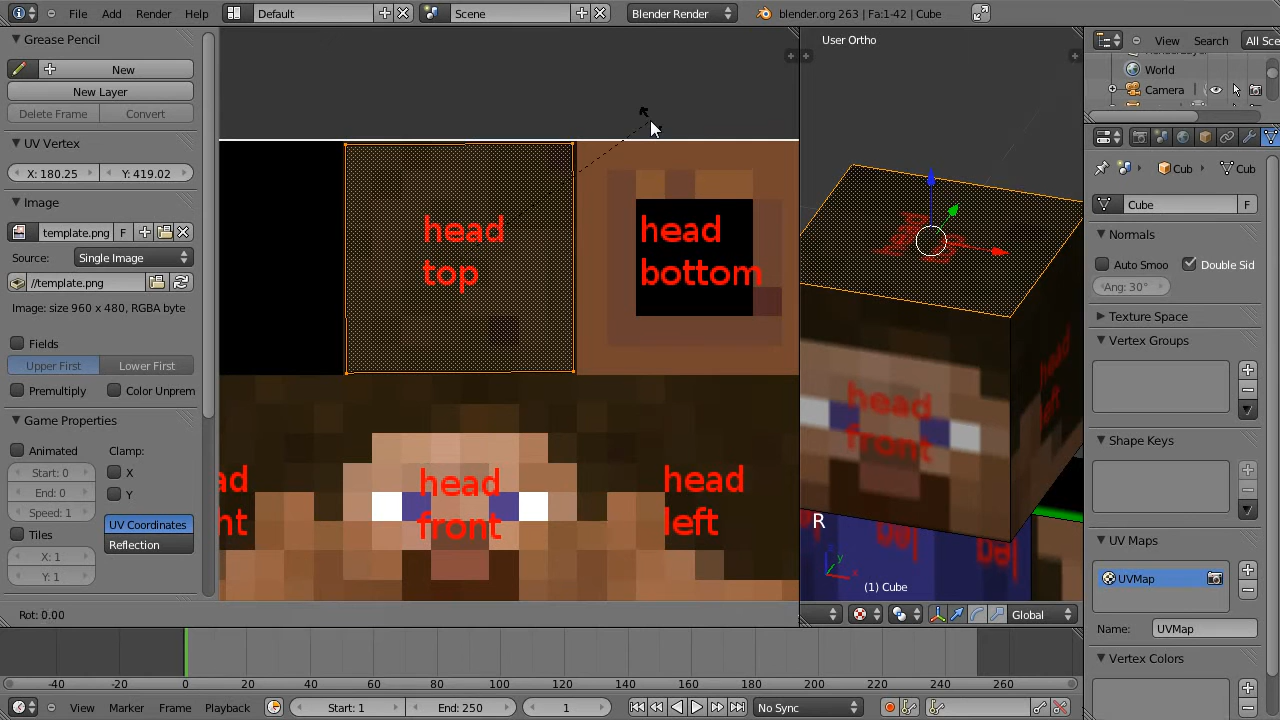 File Add Render Help Default Scene Blender Render blender.org 263 | Fa:1-42 | Cube
Grease Pencil
New
New Layer
Delete Frame Convert
UV Vertex
X: 180.25 Y: 419.02
Image
template.png F
Source: Single Image
//template.png
Image: size 960 x 480, RGBA byte
Fields
Upper First Lower First
Premultiply Color Unprem
Game Properties
Animated Clamp:
Start: 0 X
End: 0 Y
Speed: 1
Tiles UV Coordinates
X: 1 Reflection
Y: 1
head
top
head
bottom
head
front
head
left
ad
ht
Rot: 0.00
User Ortho
head
front
head
left
R
(1) Cube
Global
View Search All Sce
World
Camera
Cub Cub
Cube F
Normals
Auto Smoo Double Sid
Ang: 30°
Texture Space
Vertex Groups
Shape Keys
UV Maps
UVMap
Name: UVMap
Vertex Colors
-40 -20 0 20 40 60 80 100 120 140 160 180 200 220 240 260 280
View Marker Frame Playback Start: 1 End: 250 1 No Sync